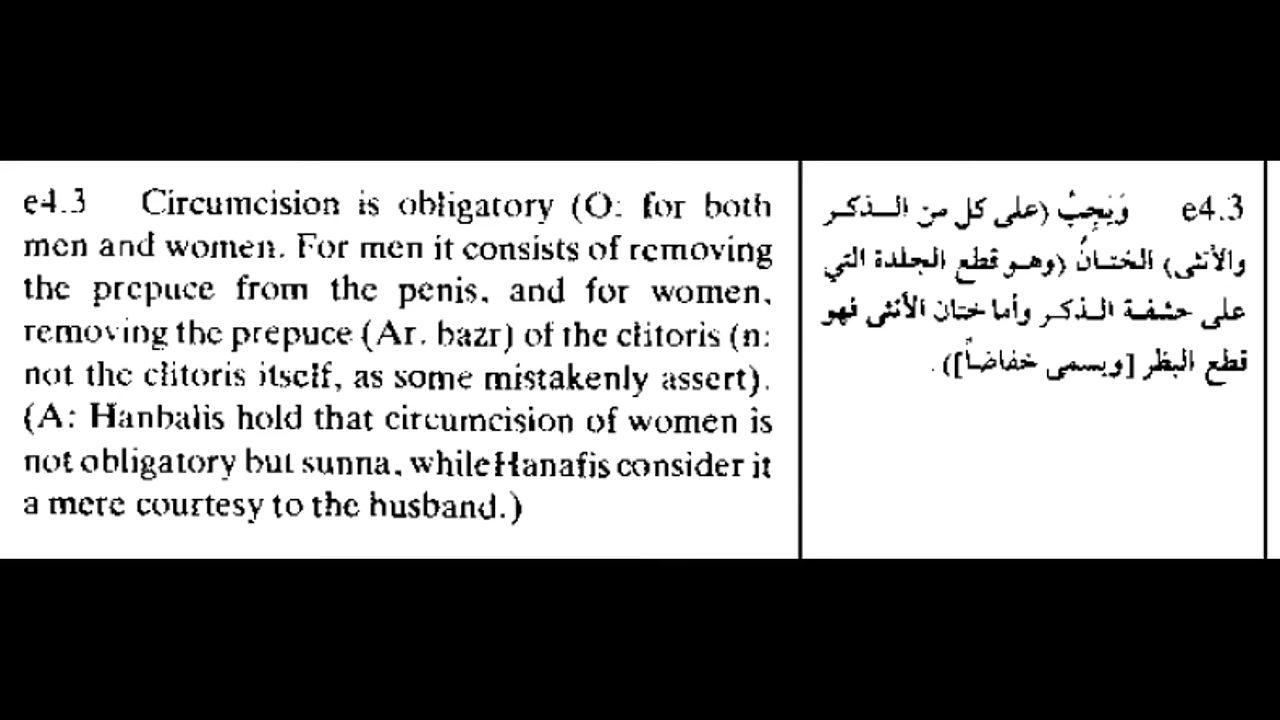 e4.3 Circumcision is obligatory (O: for both
men and women. For men it consists of removing
the prepuce from the penis, and for women,
removing the prepuce (Ar. bazr) of the clitoris (n:
not the clitoris itself, as some mistakenly assert).
(A: Hanbalis hold that circumcision of women is
not obligatory but sunna, while Hanafis consider it
a mere courtesy to the husband.)
e4.3 وَيَجِبُ (على كل من الذكر
والأنثى) الختانُ (وهو قطع الجلدة التي
على حشفة الذكر وأما ختان الأنثى فهو
قطع البظر [ويسمى خفاضاً]).